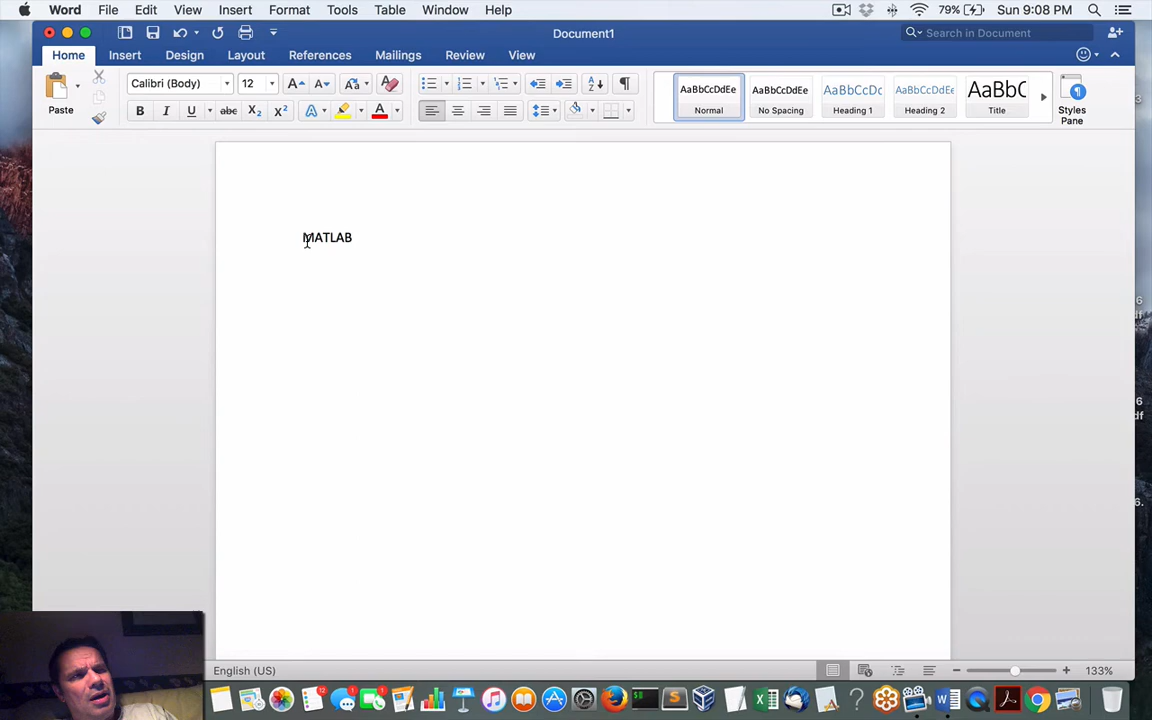 Word File Edit View Insert Format Tools Table Window Help 79% Sun 9:08 PM
Document1 Search in Document
Home Insert Design Layout References Mailings Review View
Calibri (Body) 12
Paste
AaBbCcDdEe AaBbCcDdEe AaBbCcDc AaBbCcDdEe AaBbC
Normal No Spacing Heading 1 Heading 2 Title
Styles
Pane
MATLAB
English (US) 133%